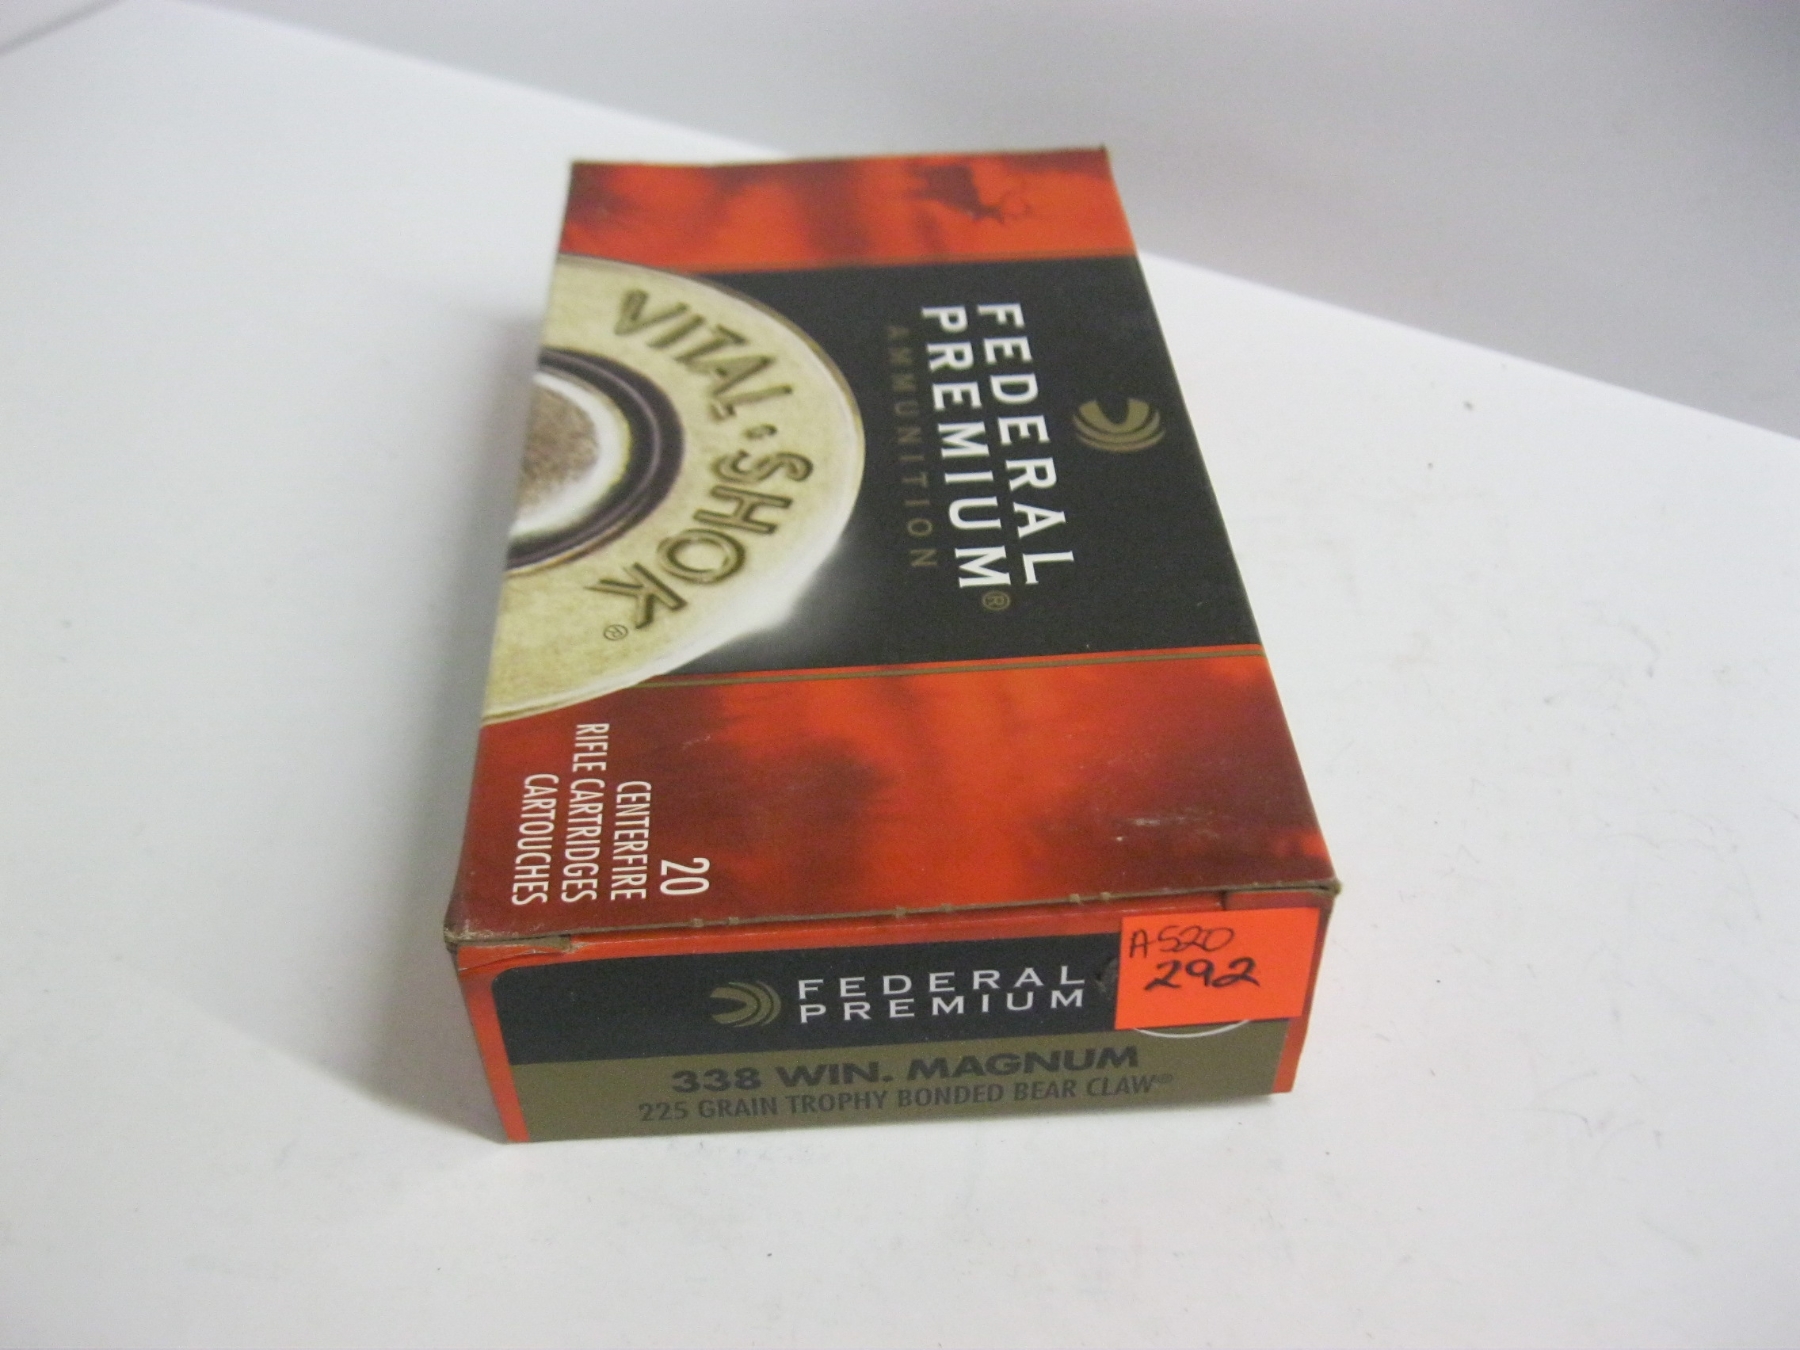 FEDERAL
PREMIUM®
AMMUNITION
VITAL·SHOK®
20
CENTERFIRE
RIFLE CARTRIDGES
CARTOUCHES
FEDERAL
PREMIUM
A520
292
338 WIN. MAGNUM
225 GRAIN TROPHY BONDED BEAR CLAW®